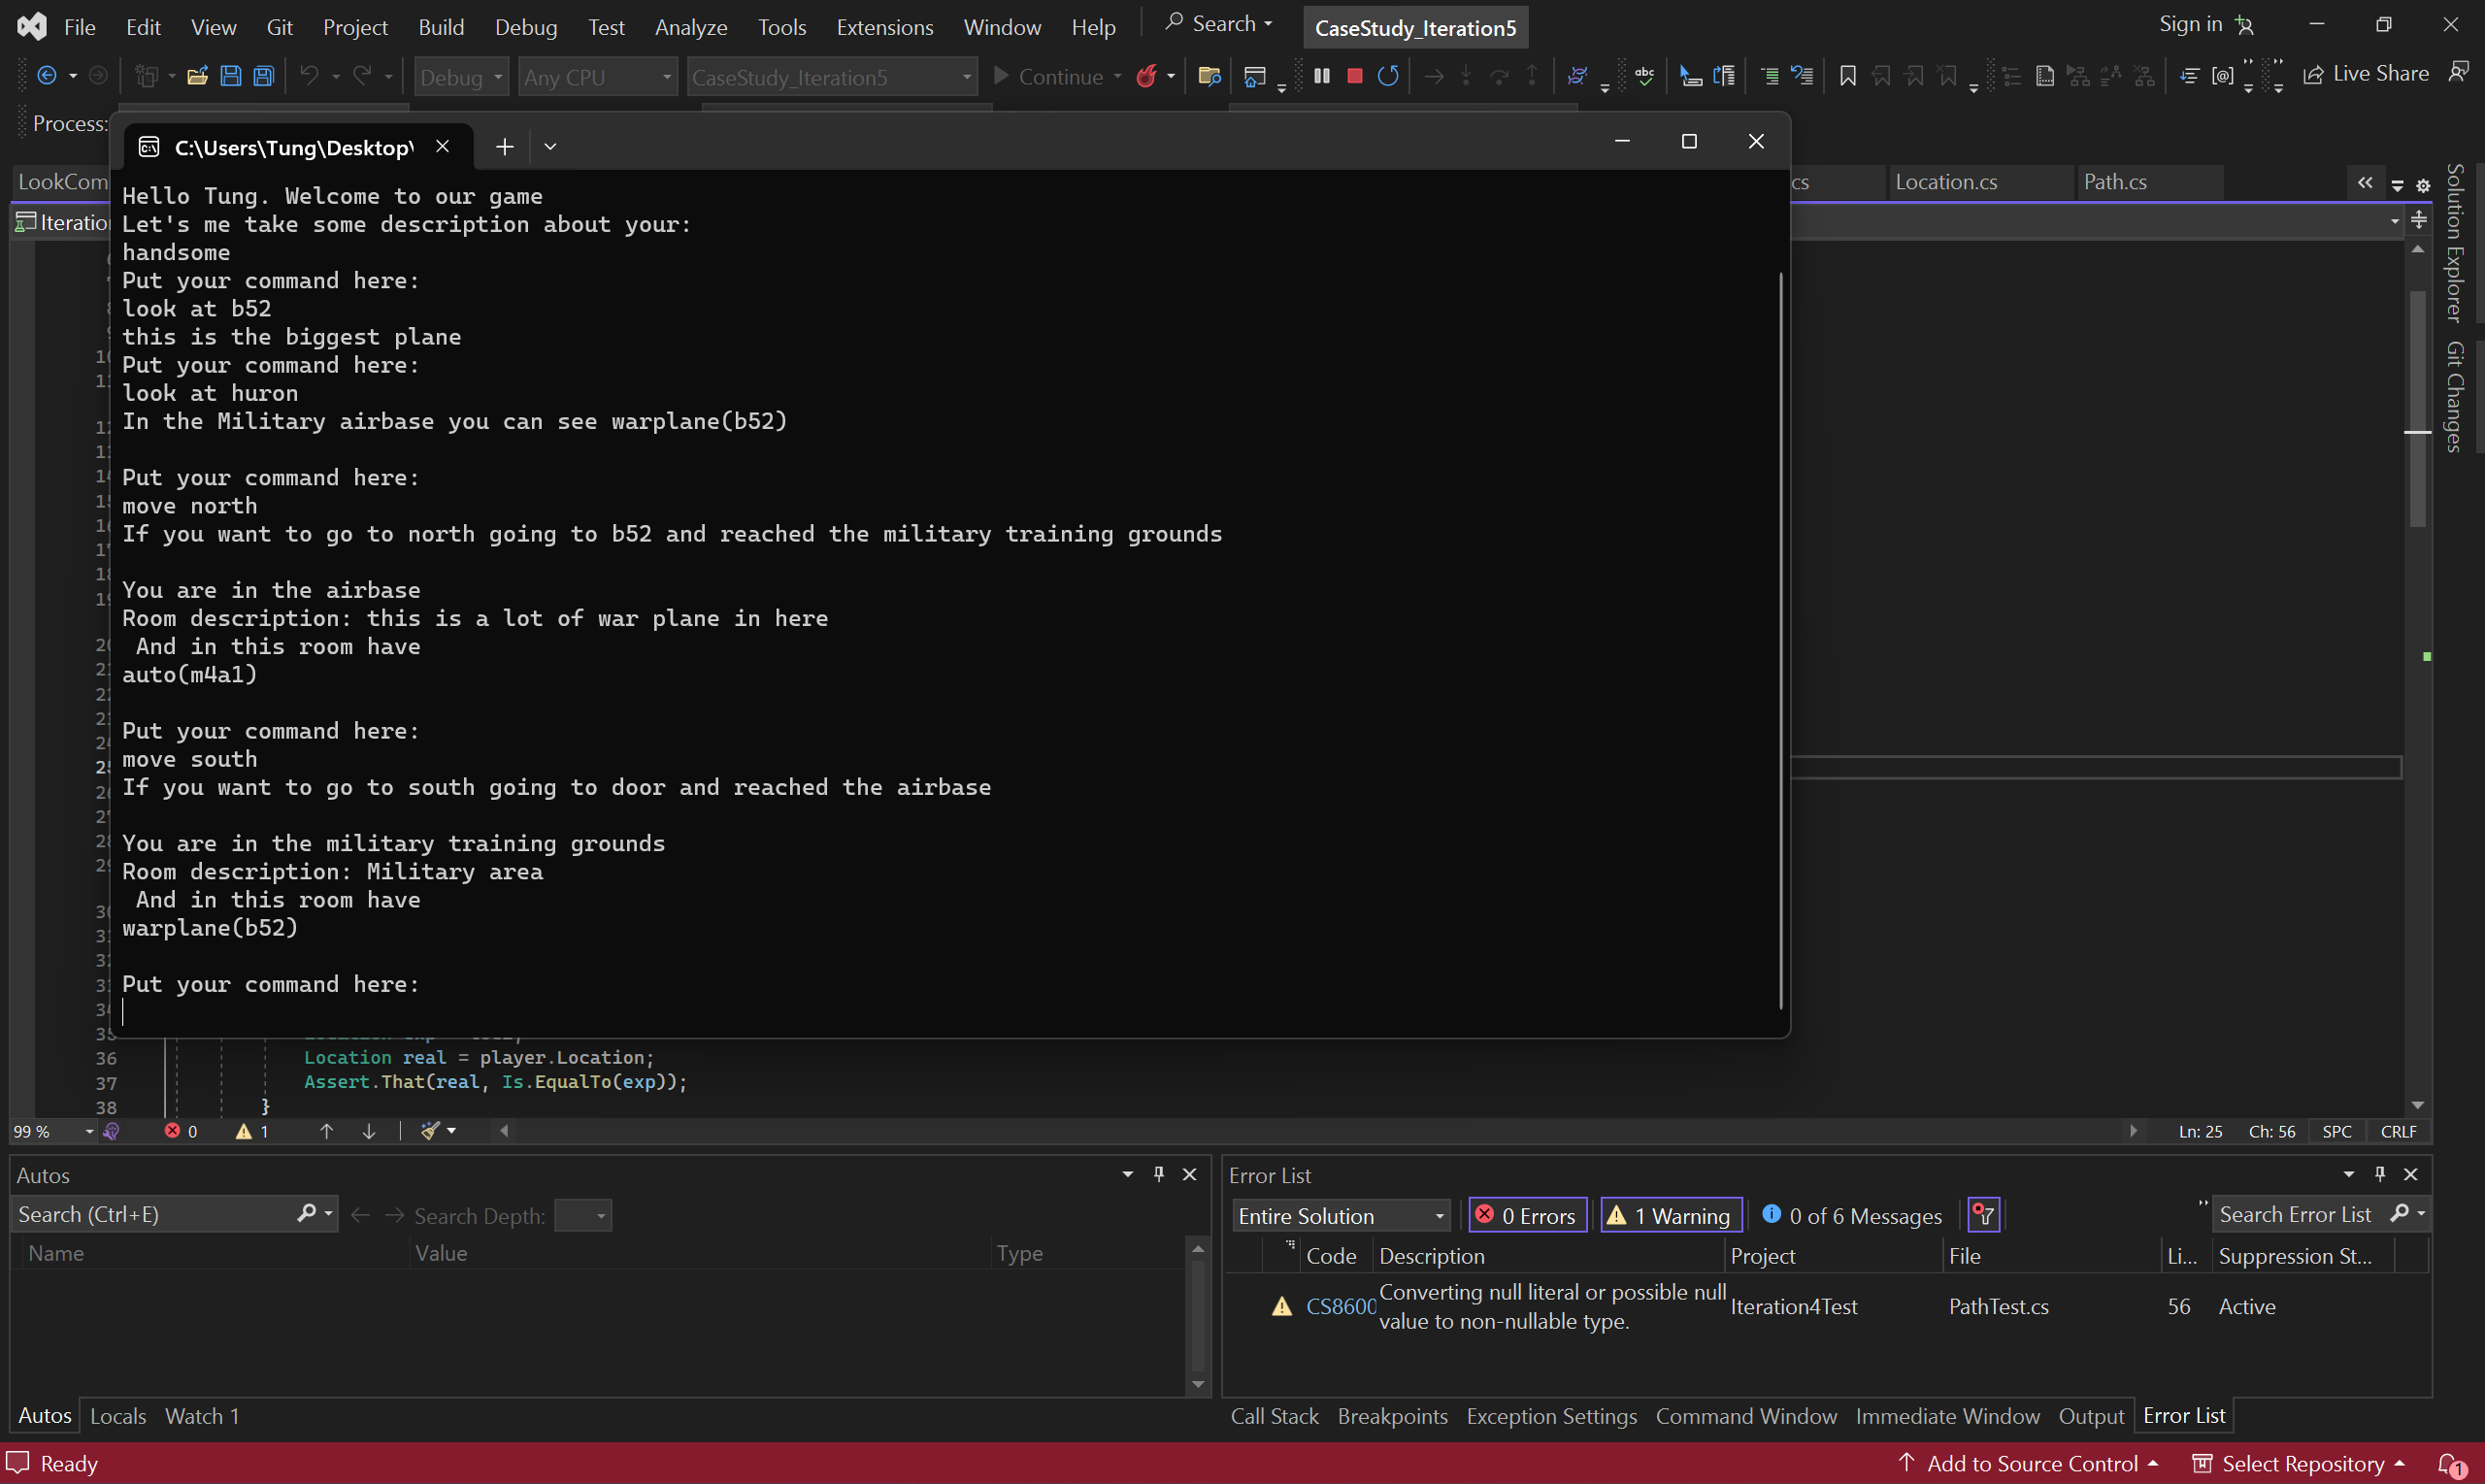 File Edit View Git Project Build Debug Test Analyze Tools Extensions Window Help Search CaseStudy_Iteration5 Sign in
Debug Any CPU CaseStudy_Iteration5 Continue Live Share
Process:
C:\Users\Tung\Desktop\
LookCom
cs Location.cs Path.cs
Iteratio
Solution Explorer
Git Changes
Hello Tung. Welcome to our game
Let's me take some description about your:
handsome
Put your command here:
look at b52
this is the biggest plane
Put your command here:
look at huron
In the Military airbase you can see warplane(b52)
Put your command here:
move north
If you want to go to north going to b52 and reached the military training grounds
You are in the airbase
Room description: this is a lot of war plane in here
And in this room have
auto(m4a1)
Put your command here:
move south
If you want to go to south going to door and reached the airbase
You are in the military training grounds
Room description: Military area
And in this room have
warplane(b52)
Put your command here:
36 Location real = player.Location;
37 Assert.That(real, Is.EqualTo(exp));
38 }
99 % 0 1 Ln: 25 Ch: 56 SPC CRLF
Autos
Search (Ctrl+E) Search Depth:
Name Value Type
Autos Locals Watch 1
Error List
Entire Solution 0 Errors 1 Warning 0 of 6 Messages Search Error List
Code Description Project File Li... Suppression St...
CS8600 Converting null literal or possible null value to non-nullable type. Iteration4Test PathTest.cs 56 Active
Call Stack Breakpoints Exception Settings Command Window Immediate Window Output Error List
Ready Add to Source Control Select Repository 1